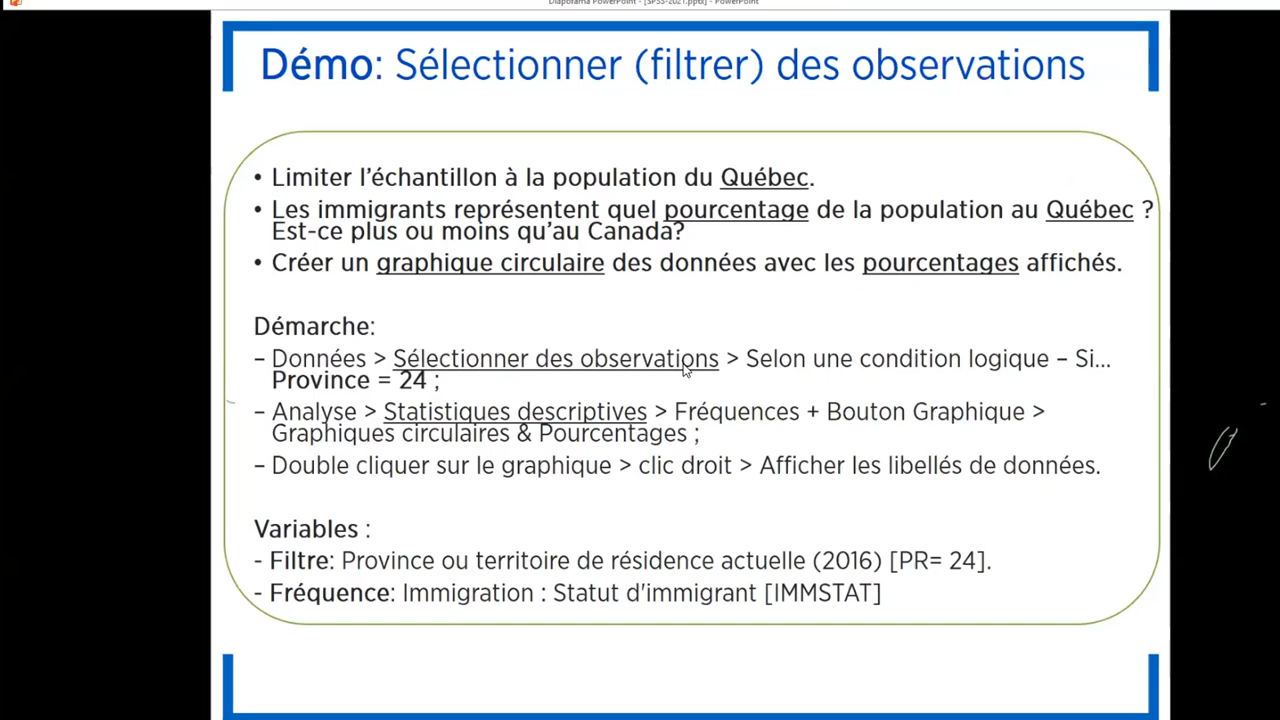 Diaporama PowerPoint - [SPSS-2021.pptx] - PowerPoint
Démo: Sélectionner (filtrer) des observations
• Limiter l'échantillon à la population du Québec.
• Les immigrants représentent quel pourcentage de la population au Québec ?
Est-ce plus ou moins qu'au Canada?
• Créer un graphique circulaire des données avec les pourcentages affichés.
Démarche:
– Données > Sélectionner des observations > Selon une condition logique – Si...
Province = 24 ;
– Analyse > Statistiques descriptives > Fréquences + Bouton Graphique >
Graphiques circulaires & Pourcentages ;
– Double cliquer sur le graphique > clic droit > Afficher les libellés de données.
Variables :
- Filtre: Province ou territoire de résidence actuelle (2016) [PR= 24].
- Fréquence: Immigration : Statut d'immigrant [IMMSTAT]